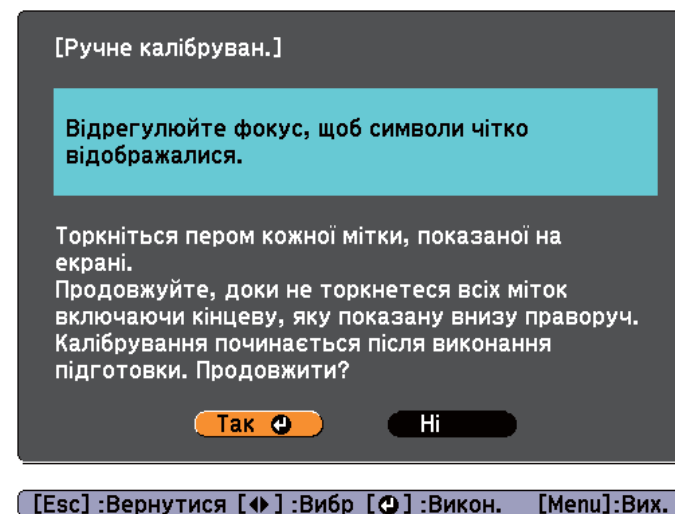 [Ручне калібруван.]
Відрегулюйте фокус, щоб символи чітко
відображалися.
Торкніться пером кожної мітки, показаної на
екрані.
Продовжуйте, доки не торкнетеся всіх міток
включаючи кінцеву, яку показану внизу праворуч.
Калібрування починається після виконання
підготовки. Продовжити?
Так Ні
[Esc] :Вернутися [◆] :Вибр [⏎] :Викон. [Menu]:Вих.